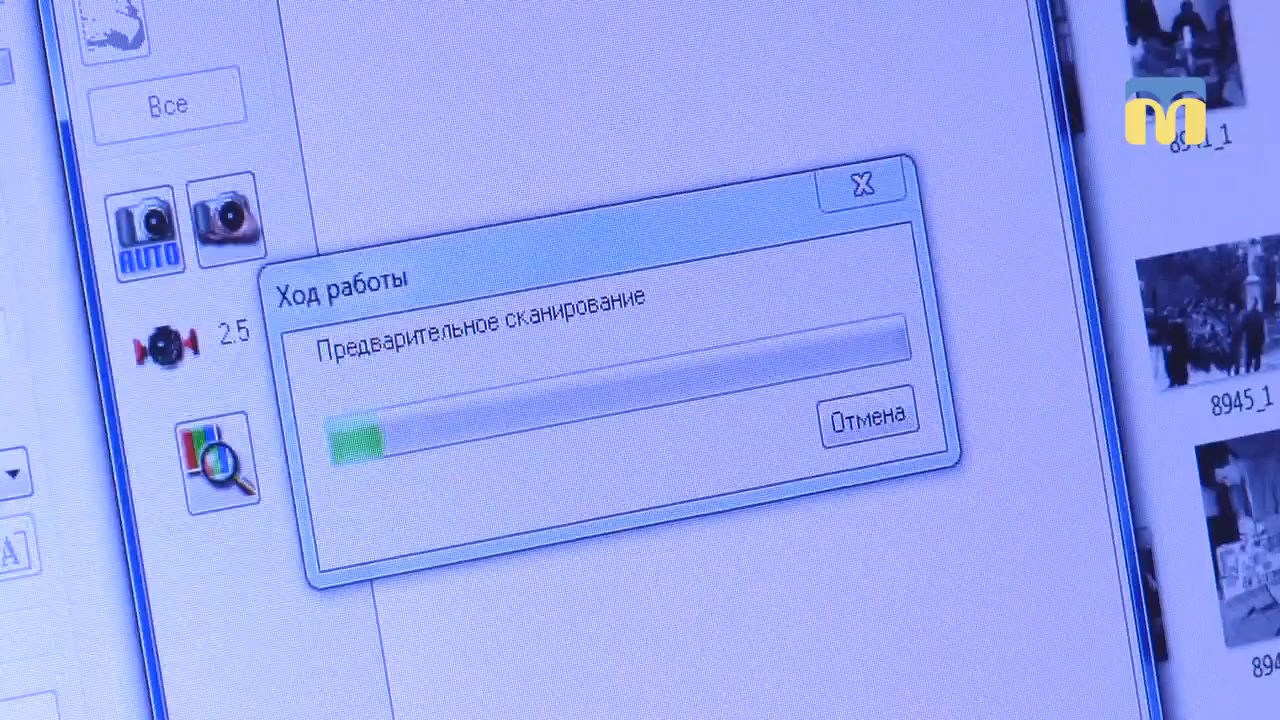 Все
AUTO
2.5
Ход работы
X
Предварительное сканирование
Отмена
A
8945_1